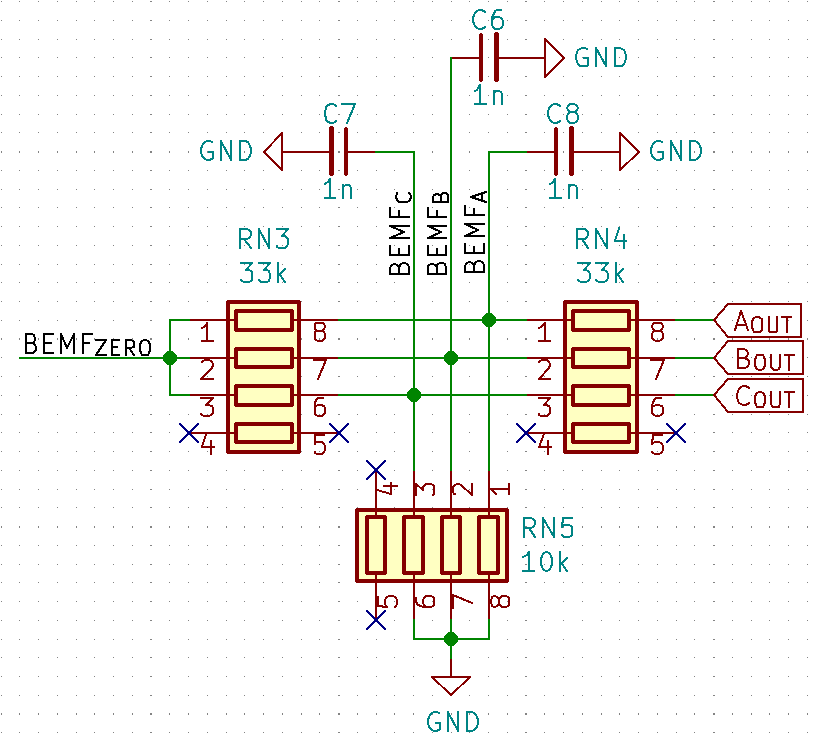 C6
GND
1n
C7
C8
GND
GND
1n
1n
BEMFC
BEMFB
BEMFA
RN3
33k
RN4
33k
BEMFZERO
1
8
1
8
AOUT
2
7
2
7
BOUT
3
6
3
6
COUT
4
5
4
5
4
3
2
1
RN5
10k
5
6
7
8
GND